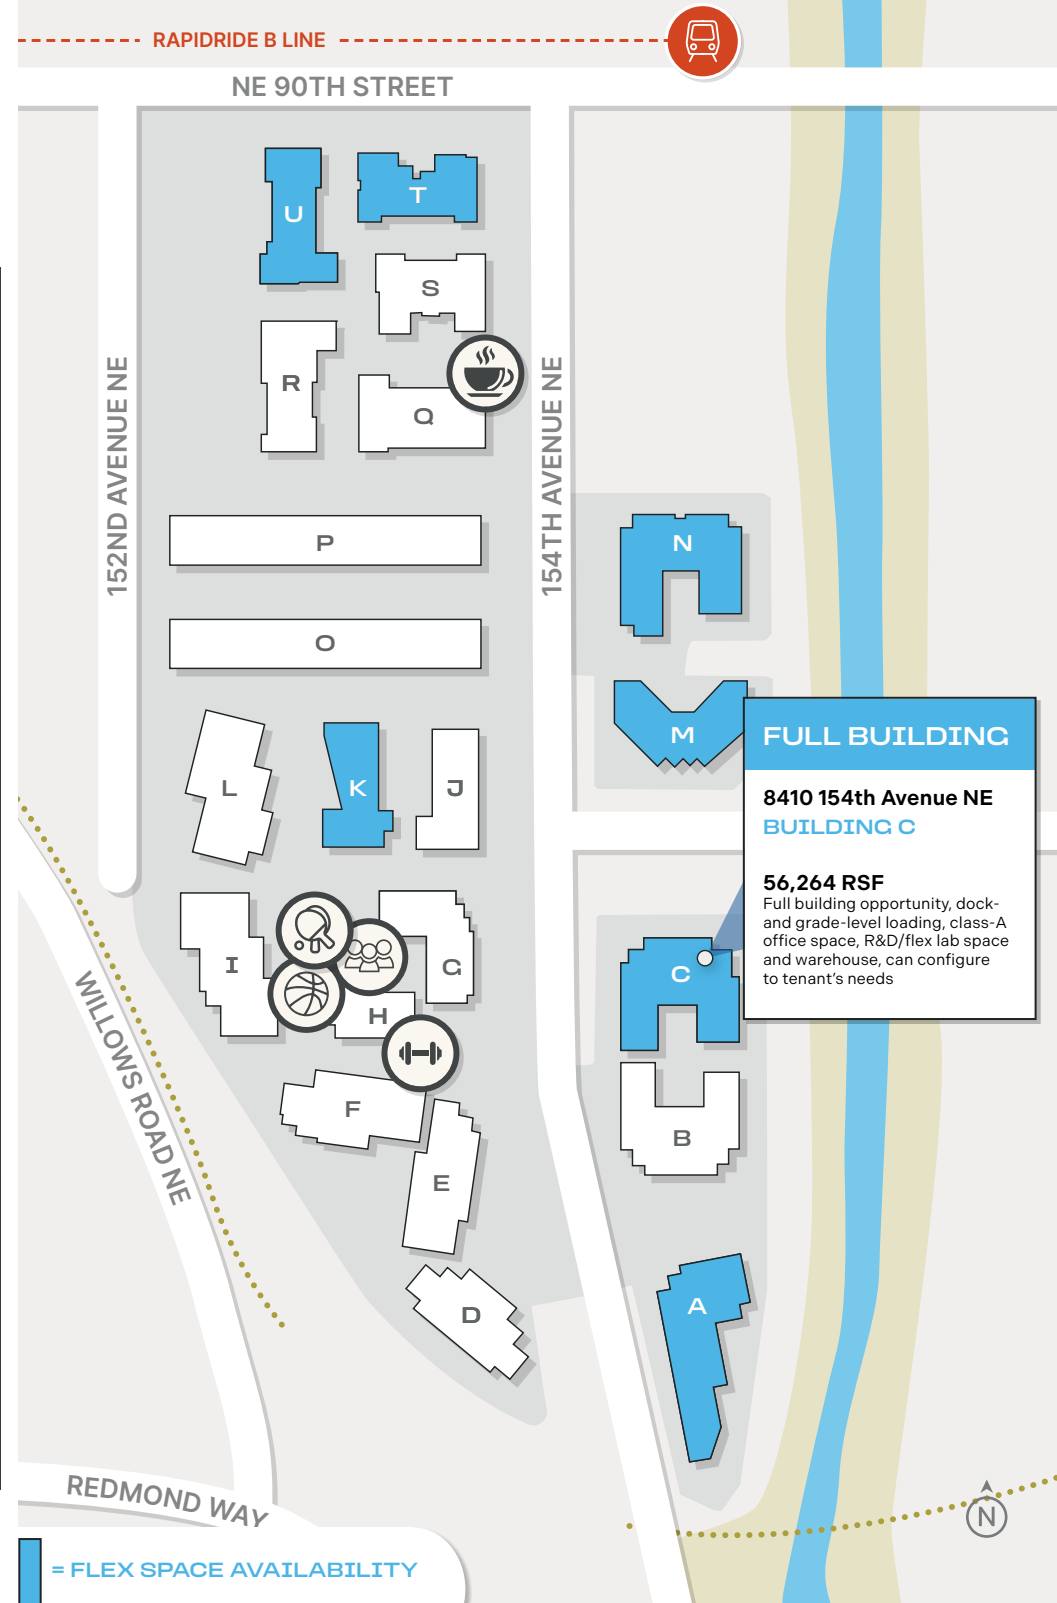 RAPIDRIDE B LINE
NE 90TH STREET
U
T
S
R
Q
152ND AVENUE NE
154TH AVENUE NE
P
N
O
M
L
K
J
FULL BUILDING
8410 154th Avenue NE
BUILDING C
56,264 RSF
Full building opportunity, dock-
and grade-level loading, class-A
office space, R&D/flex lab space
and warehouse, can configure
to tenant's needs
I
G
C
H
WILLOWS ROAD NE
F
B
E
D
A
REDMOND WAY
N
= FLEX SPACE AVAILABILITY